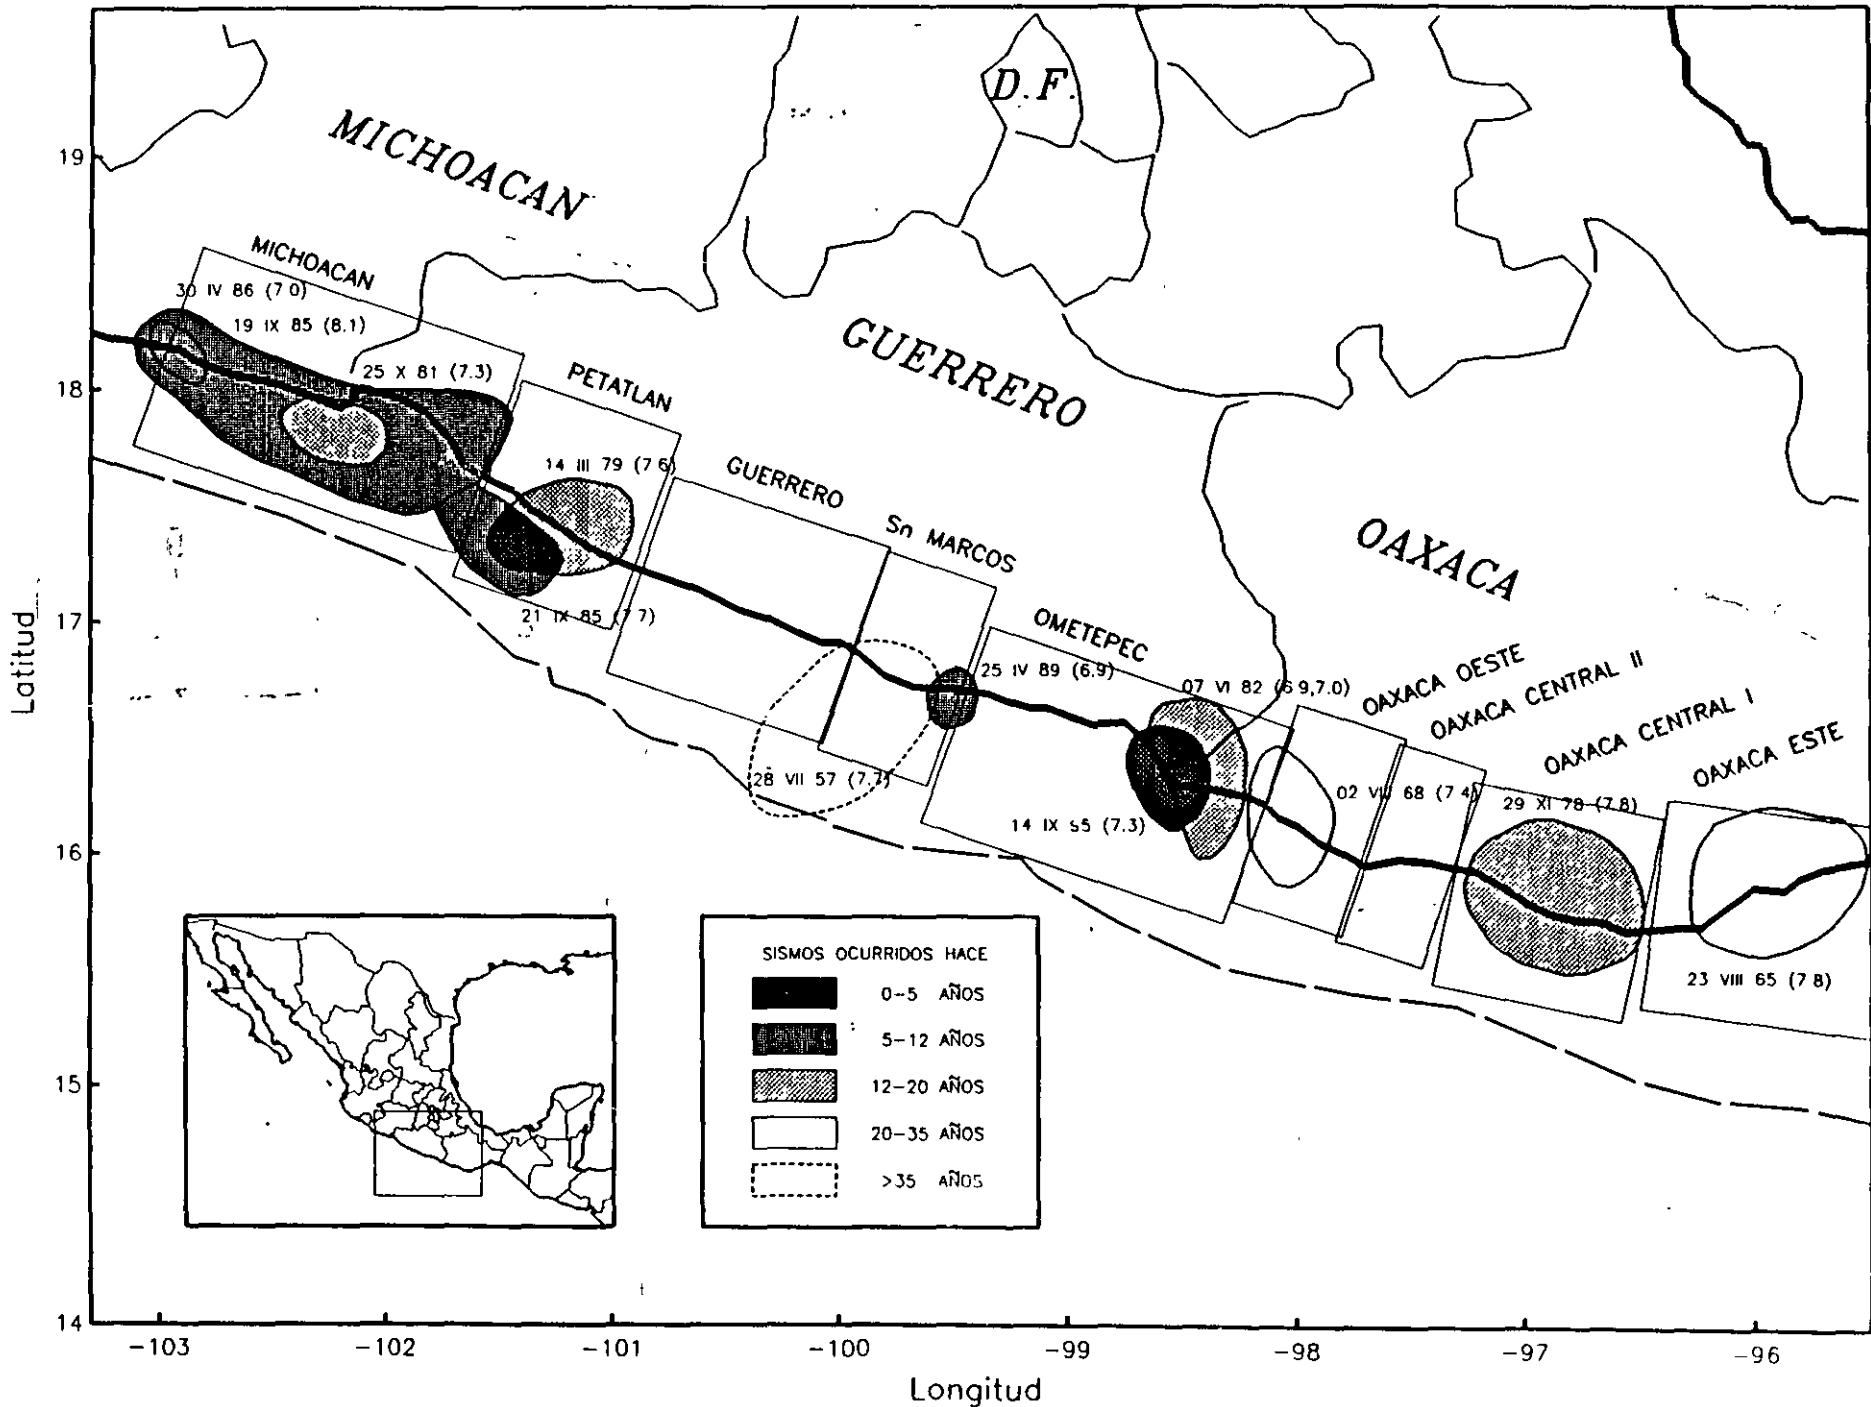 D.F.
MICHOACAN
GUERRERO
OAXACA
MICHOACAN
30 IV 86 (7 0)
19 IX 85 (8.1)
25 X 81 (7.3)
PETATLAN
14 III 79 (7 6)
21 IX 85 (7 7)
GUERRERO
Sn MARCOS
28 VII 57 (7.7)
OMETEPEC
25 IV 89 (6.9)
07 VI 82 (6 9,7.0)
14 IX 95 (7.3)
OAXACA OESTE
OAXACA CENTRAL II
OAXACA CENTRAL I
OAXACA ESTE
02 VIII 68 (7 4)
29 XI 78 (7.8)
23 VIII 65 (7 8)
SISMOS OCURRIDOS HACE
0-5 AÑOS
5-12 AÑOS
12-20 AÑOS
20-35 AÑOS
>35 AÑOS
Latitud
19
18
17
16
15
14
-103
-102
-101
-100
-99
-98
-97
-96
Longitud